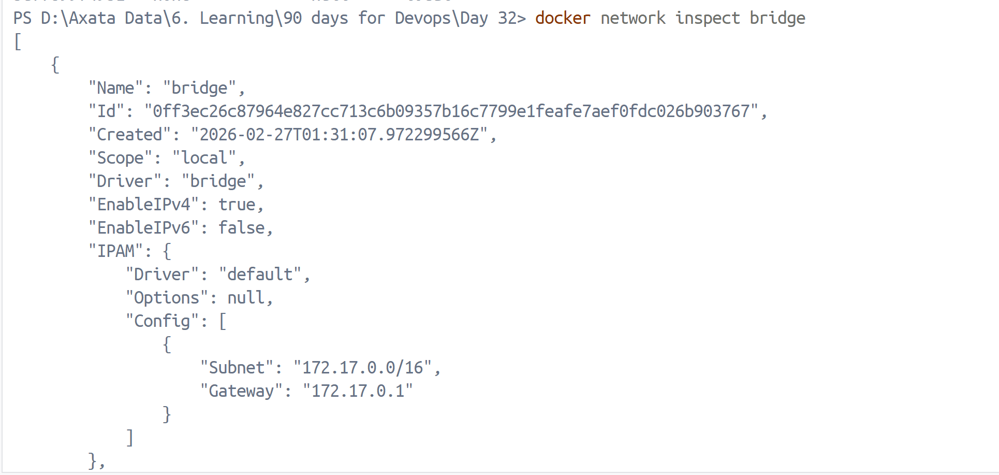 PS D:\Axata Data\6. Learning\90 days for Devops\Day 32> docker network inspect bridge
[
    {
        "Name": "bridge",
        "Id": "0ff3ec26c87964e827cc713c6b09357b16c7799e1feafe7aef0fdc026b903767",
        "Created": "2026-02-27T01:31:07.972299566Z",
        "Scope": "local",
        "Driver": "bridge",
        "EnableIPv4": true,
        "EnableIPv6": false,
        "IPAM": {
            "Driver": "default",
            "Options": null,
            "Config": [
                {
                    "Subnet": "172.17.0.0/16",
                    "Gateway": "172.17.0.1"
                }
            ]
        },